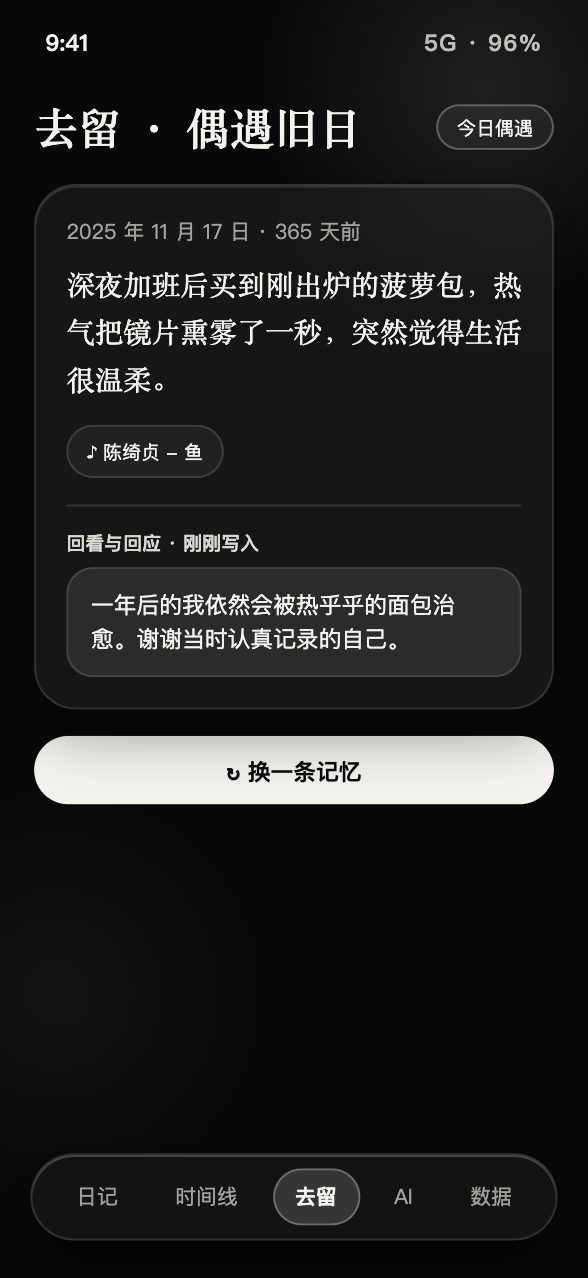 9:41
5G · 96%
去留 · 偶遇旧日
今日偶遇
2025 年 11 月 17 日 · 365 天前
深夜加班后买到刚出炉的菠萝包，热
气把镜片熏雾了一秒，突然觉得生活
很温柔。
♪ 陈绮贞 – 鱼
回看与回应 · 刚刚写入
一年后的我依然会被热乎乎的面包治
愈。谢谢当时认真记录的自己。
↻ 换一条记忆
日记
时间线
去留
AI
数据